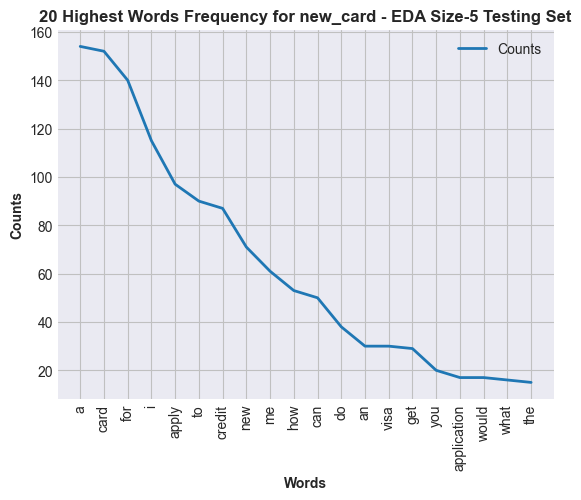 20 Highest Words Frequency for new_card - EDA Size-5 Testing Set
Counts
160
140
120
100
80
60
40
20
Counts
a
card
for
i
apply
to
credit
new
me
how
can
do
an
visa
get
you
application
would
what
the
Words